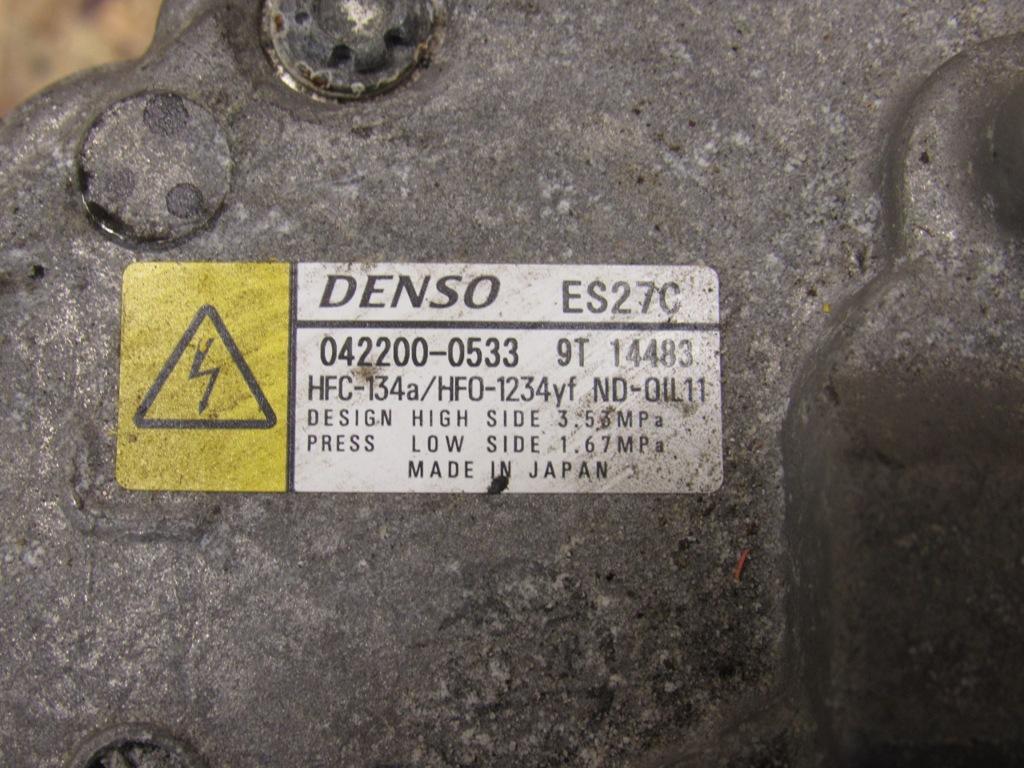 DENSO ES27C
042200-0533 9T 14483
HFC-134a/HFO-1234yf ND-OIL11
DESIGN HIGH SIDE 3.53MPa
PRESS LOW SIDE 1.67MPa
MADE IN JAPAN